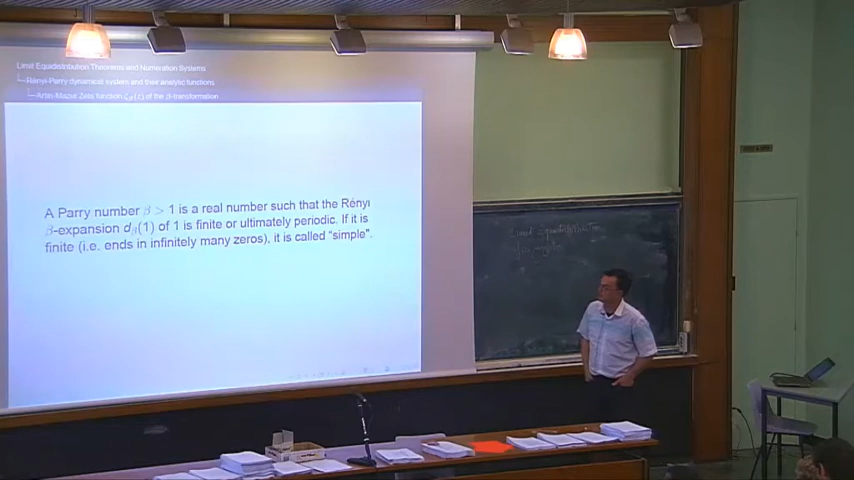 Limit Equidistribution Theorems and Numeration Systems
Rényi-Parry dynamical system and their analytic functions
Artin-Mazur Zeta function ζβ(z) of the β-transformation
A Parry number β > 1 is a real number such that the Rényi
β-expansion dβ(1) of 1 is finite or ultimately periodic. If it is
finite (i.e. ends in infinitely many zeros), it is called "simple".